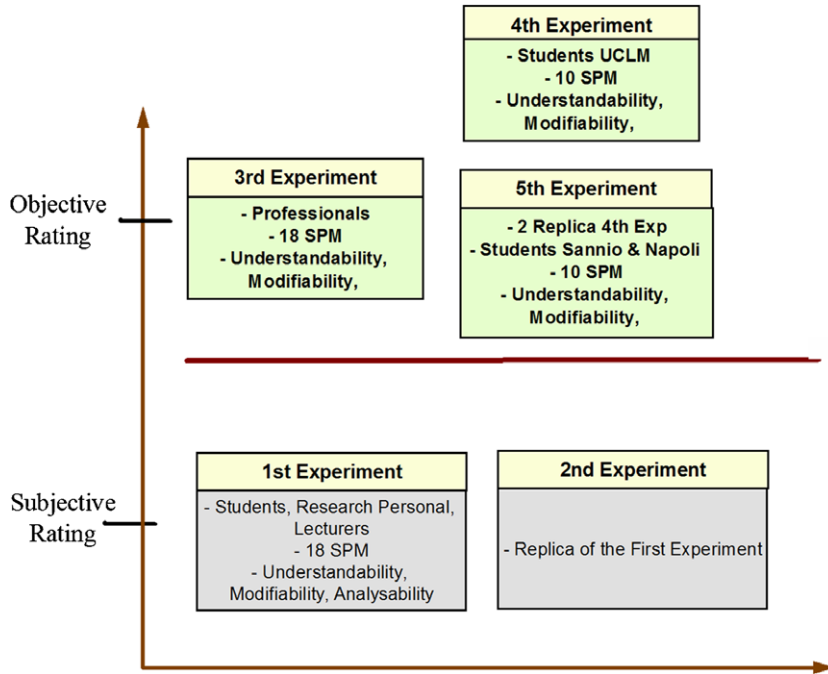 4th Experiment
- Students UCLM
- 10 SPM
- Understandability,
Modifiability,
3rd Experiment
- Professionals
- 18 SPM
- Understandability,
Modifiability,
5th Experiment
- 2 Replica 4th Exp
- Students Sannio & Napoli
- 10 SPM
- Understandability,
Modifiability,
Objective
Rating
1st Experiment
- Students, Research Personal,
Lecturers
- 18 SPM
- Understandability,
Modifiability, Analysability
2nd Experiment
- Replica of the First Experiment
Subjective
Rating